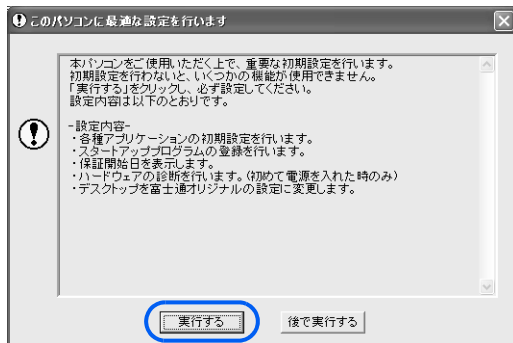 このパソコンに最適な設定を行います
本パソコンをご使用いただく上で、重要な初期設定を行います。
初期設定を行わないと、いくつかの機能が使用できません。
「実行する」をクリックし、必ず設定してください。
設定内容は以下のとおりです。
-設定内容-
・各種アプリケーションの初期設定を行います。
・スタートアッププログラムの登録を行います。
・保証開始日を表示します。
・ハードウェアの診断を行います。(初めて電源を入れた時のみ)
・デスクトップを富士通オリジナルの設定に変更します。
実行する
後で実行する